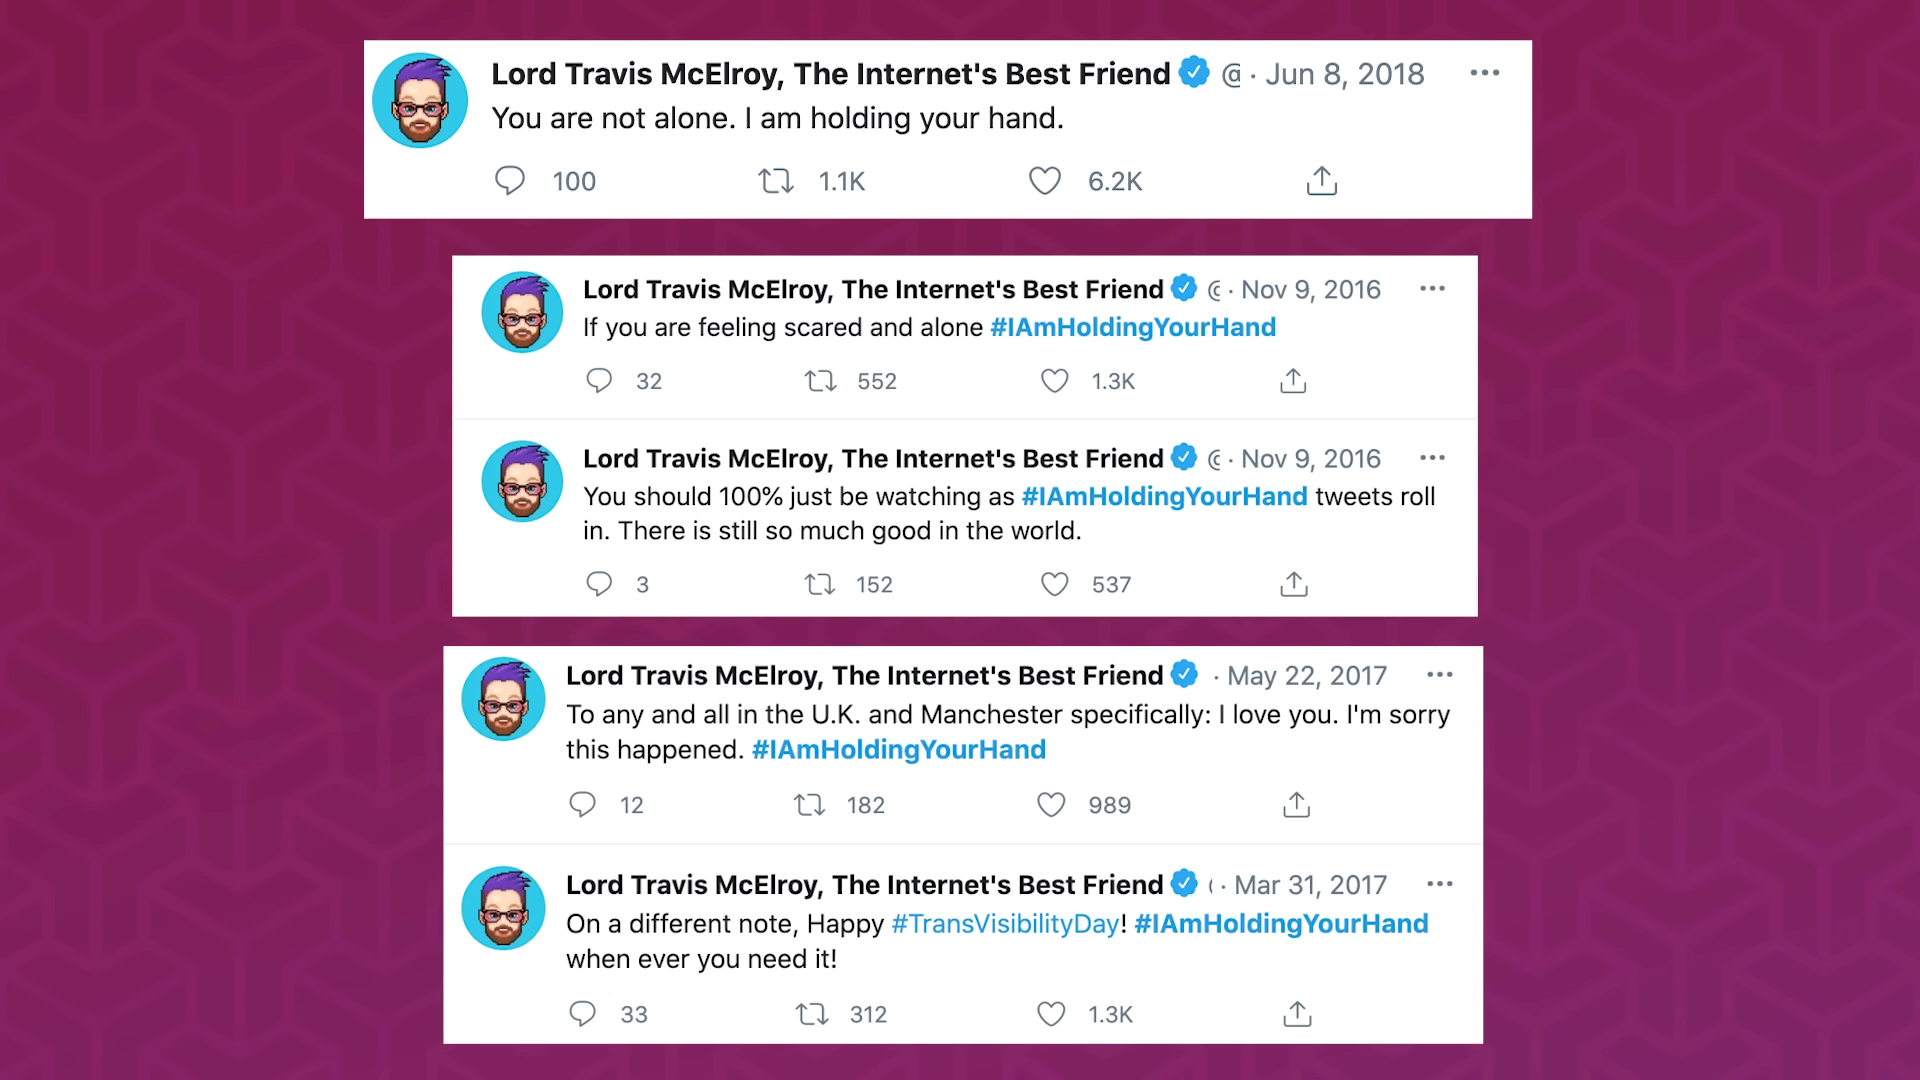 Lord Travis McElroy, The Internet's Best Friend @ · Jun 8, 2018
You are not alone. I am holding your hand.
100 1.1K 6.2K
Lord Travis McElroy, The Internet's Best Friend · Nov 9, 2016
If you are feeling scared and alone #IAmHoldingYourHand
32 552 1.3K
Lord Travis McElroy, The Internet's Best Friend · Nov 9, 2016
You should 100% just be watching as #IAmHoldingYourHand tweets roll
in. There is still so much good in the world.
3 152 537
Lord Travis McElroy, The Internet's Best Friend · May 22, 2017
To any and all in the U.K. and Manchester specifically: I love you. I'm sorry
this happened. #IAmHoldingYourHand
12 182 989
Lord Travis McElroy, The Internet's Best Friend · Mar 31, 2017
On a different note, Happy #TransVisibilityDay! #IAmHoldingYourHand
when ever you need it!
33 312 1.3K